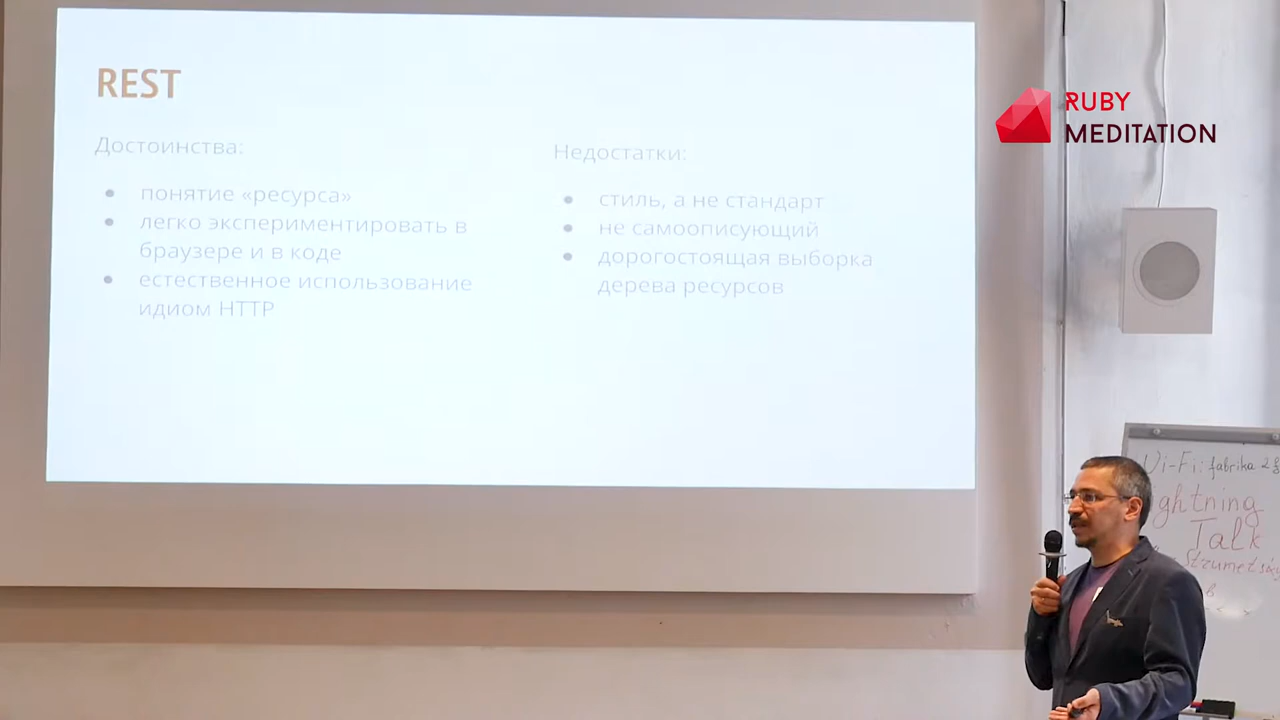 REST
Достоинства:
понятие «ресурса»
легко экспериментировать в
браузере и в коде
естественное использование
идиом HTTP
Недостатки:
стиль, а не стандарт
не самоописующий
дорогостоящая выборка
дерева ресурсов
RUBY
MEDITATION
Wi-Fi: fabrika
ghtning
Talk